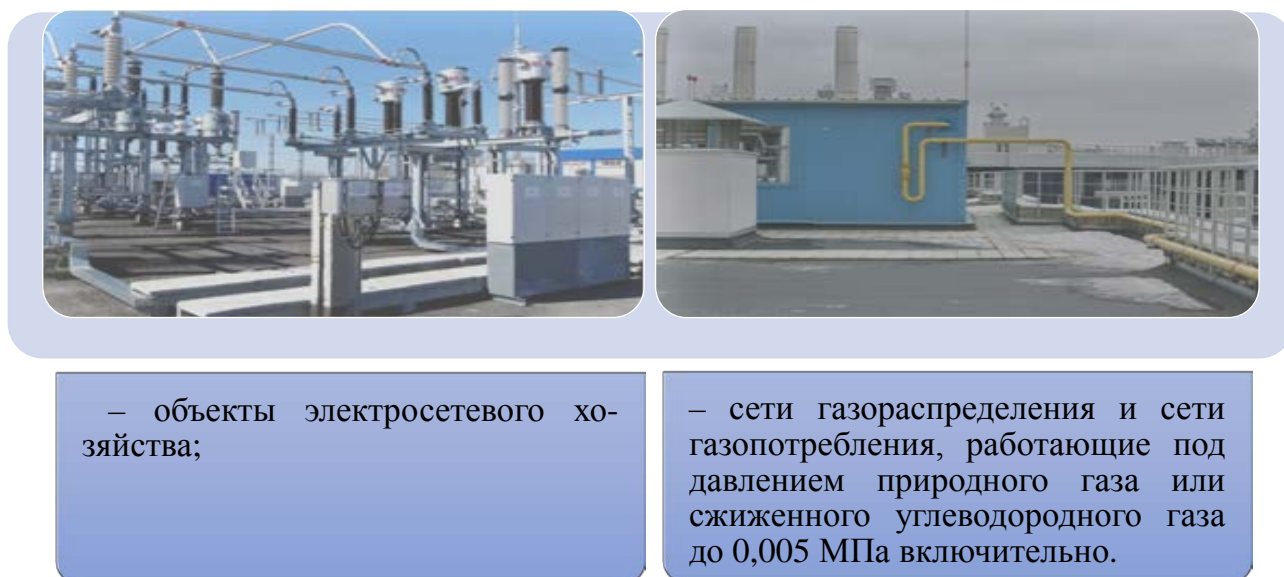 – объекты электросетевого хо-
зяйства;
– сети газораспределения и сети
газопотребления, работающие под
давлением природного газа или
сжиженного углеводородного газа
до 0,005 МПа включительно.